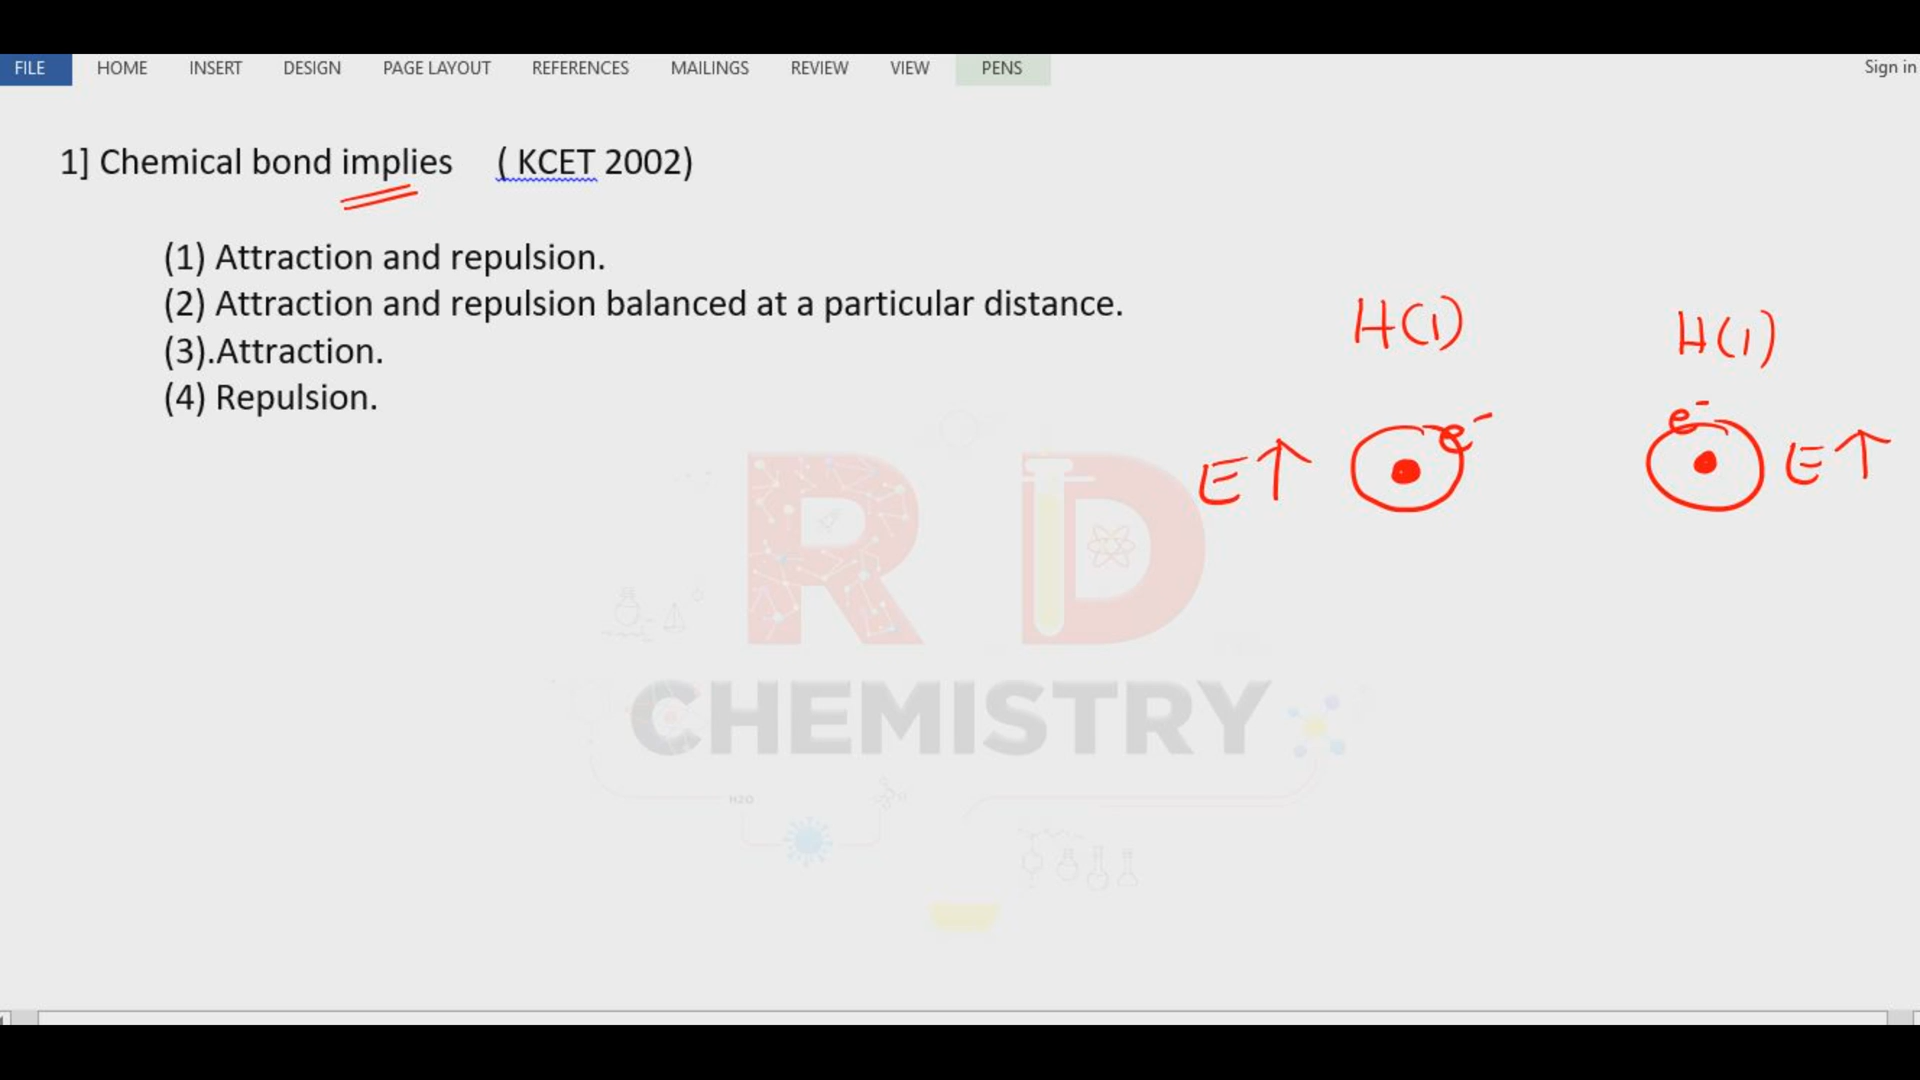 FILE HOME INSERT DESIGN PAGE LAYOUT REFERENCES MAILINGS REVIEW VIEW PENS Sign in
1] Chemical bond implies ( KCET 2002)
(1) Attraction and repulsion.
(2) Attraction and repulsion balanced at a particular distance.
(3).Attraction.
(4) Repulsion.
H(1) H(1)
e⁻ e⁻
E↑ E↑
R D
CHEMISTRY
H2O